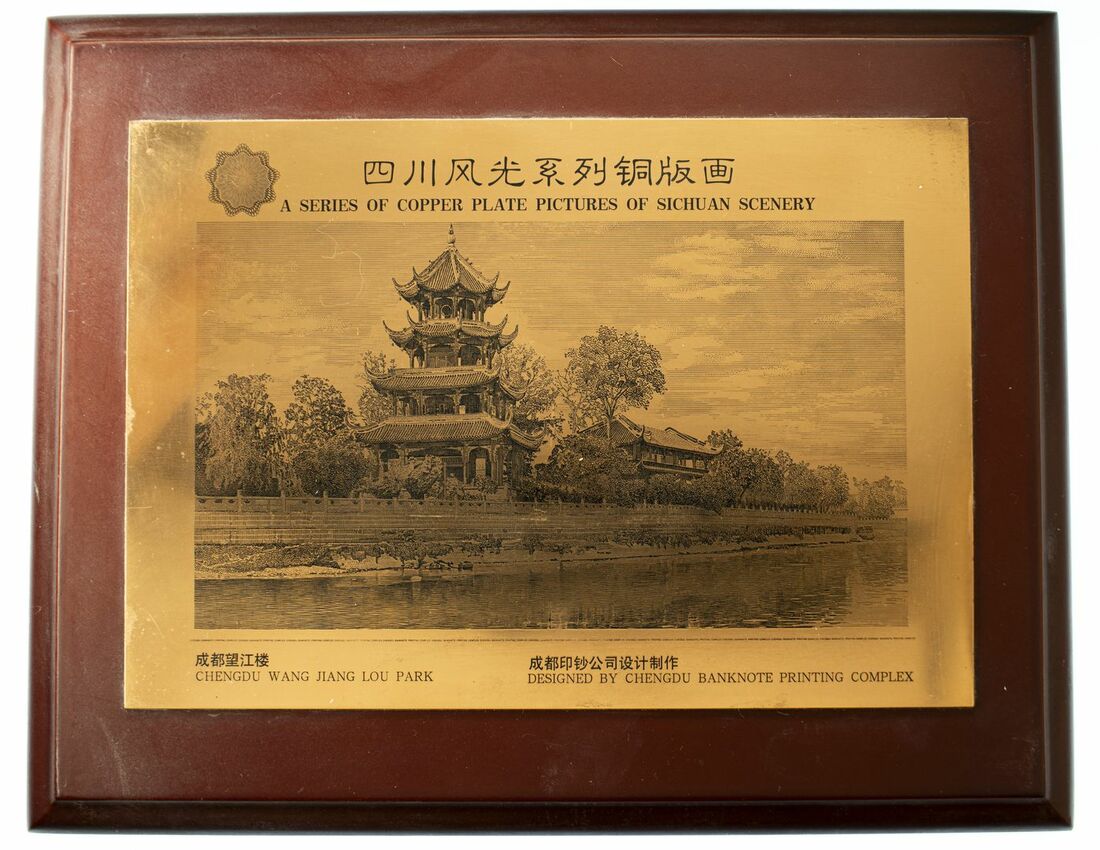 四川风光系列铜版画
A SERIES OF COPPER PLATE PICTURES OF SICHUAN SCENERY
成都望江楼
CHENGDU WANG JIANG LOU PARK
成都印钞公司设计制作
DESIGNED BY CHENGDU BANKNOTE PRINTING COMPLEX